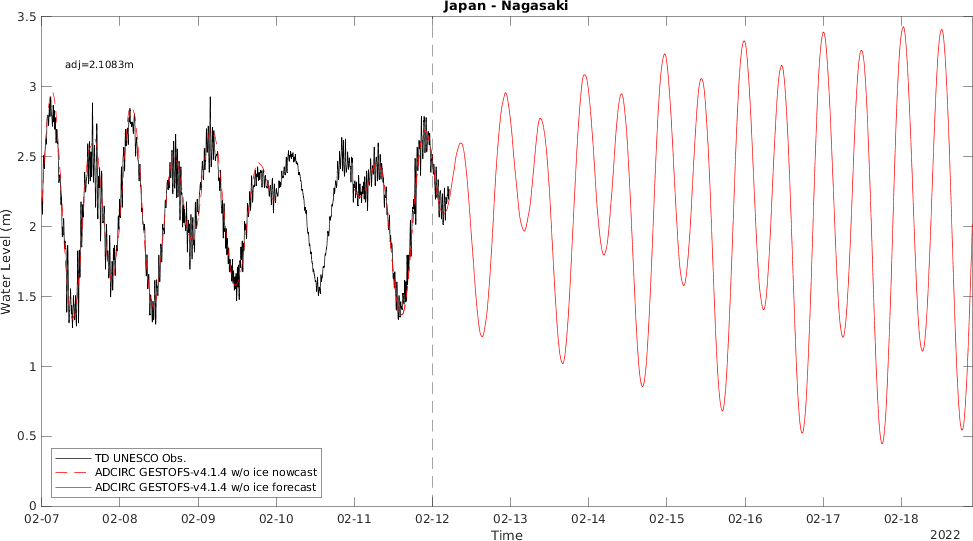 Japan - Nagasaki
3.5
3
2.5
2
1.5
1
0.5
0
Water Level (m)
adj=2.1083m
TD UNESCO Obs.
ADCIRC GESTOFS-v4.1.4 w/o ice nowcast
ADCIRC GESTOFS-v4.1.4 w/o ice forecast
02-07 02-08 02-09 02-10 02-11 02-12 02-13 02-14 02-15 02-16 02-17 02-18
Time
2022